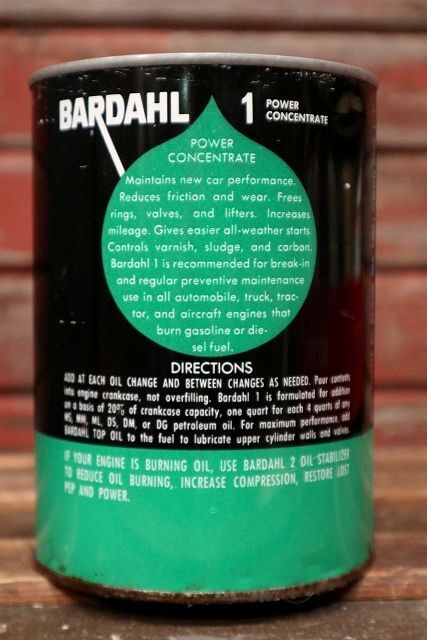 BARDAHL
1 POWER
CONCENTRATE
POWER
CONCENTRATE
Maintains new car performance.
Reduces friction and wear. Frees
rings, valves, and lifters. Increases
mileage. Gives easier all-weather starts
Controls varnish, sludge, and carbon.
Bardahl 1 is recommended for break-in
and regular preventive maintenance
use in all automobile, truck, trac-
tor, and aircraft engines that
burn gasoline or die-
sel fuel.
DIRECTIONS
ADD AT EACH OIL CHANGE AND BETWEEN CHANGES AS NEEDED. Pour contents
into engine crankcase, not overfilling. Bardahl 1 is formulated for addition
on a basis of 20% of crankcase capacity, one quart for each 4 quarts of any
MS, MM, ML, DS, DM, or DG petroleum oil. For maximum performance, add
BARDAHL TOP OIL to the fuel to lubricate upper cylinder walls and valves.
IF YOUR ENGINE IS BURNING OIL, USE BARDAHL 2 OIL STABILIZER
TO REDUCE OIL BURNING, INCREASE COMPRESSION, RESTORE LOST
PEP AND POWER.